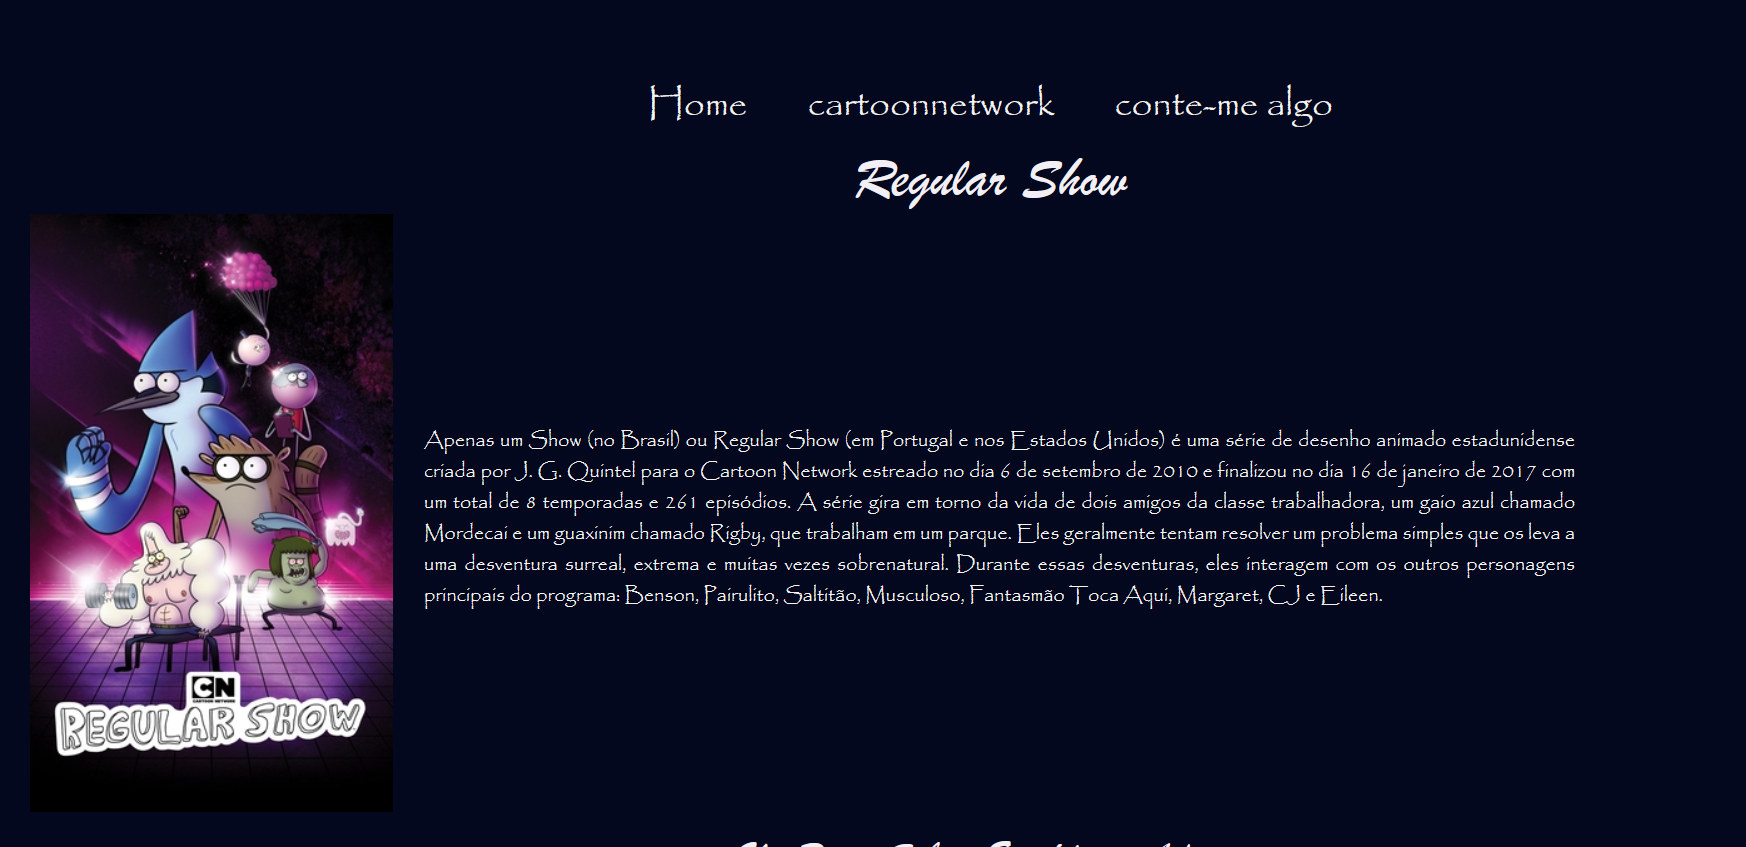 Home cartoonnetwork conte-me algo
Regular Show
Apenas um Show (no Brasil) ou Regular Show (em Portugal e nos Estados Unidos) é uma série de desenho animado estadunidense
criada por J. G. Quintel para o Cartoon Network estreado no dia 6 de setembro de 2010 e finalizou no dia 16 de janeiro de 2017 com
um total de 8 temporadas e 261 episódios. A série gira em torno da vida de dois amigos da classe trabalhadora, um gaio azul chamado
Mordecai e um guaxinim chamado Rigby, que trabalham em um parque. Eles geralmente tentam resolver um problema simples que os leva a
uma desventura surreal, extrema e muitas vezes sobrenatural. Durante essas desventuras, eles interagem com os outros personagens
principais do programa: Benson, Pairulito, Saltitão, Musculoso, Fantasmão Toca Aqui, Margaret, CJ e Eileen.
CN
CARTOON NETWORK
REGULAR SHOW